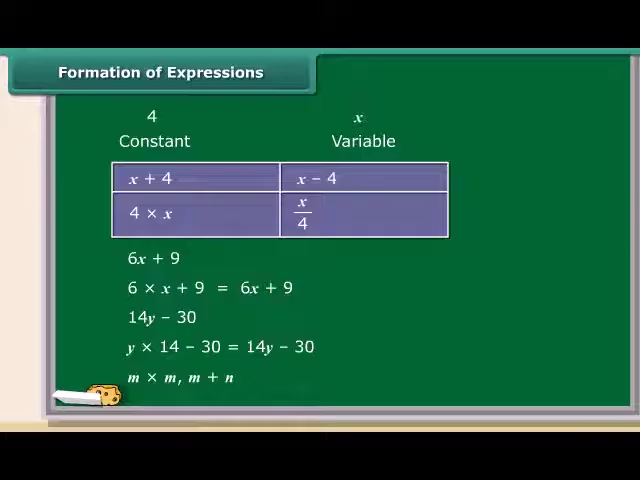 Formation of Expressions
4 x
Constant Variable
x + 4 x – 4
4 × x x/4
6x + 9
6 × x + 9 = 6x + 9
14y – 30
y × 14 – 30 = 14y – 30
m × m, m + n